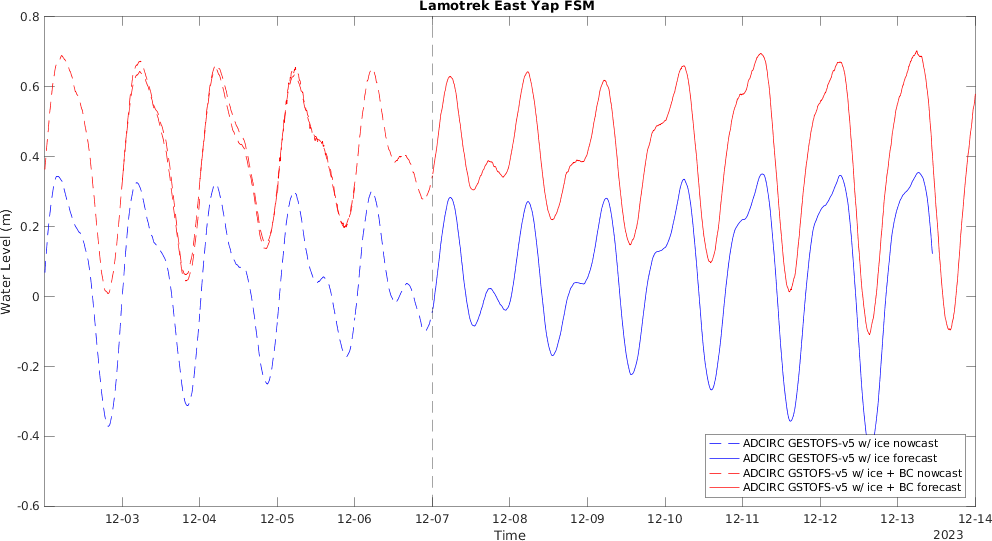 Lamotrek East Yap FSM
0.8
0.6
0.4
0.2
0
-0.2
-0.4
-0.6
Water Level (m)
ADCIRC GESTOFS-v5 w/ ice nowcast
ADCIRC GESTOFS-v5 w/ ice forecast
ADCIRC GSTOFS-v5 w/ ice + BC nowcast
ADCIRC GSTOFS-v5 w/ ice + BC forecast
12-03 12-04 12-05 12-06 12-07 12-08 12-09 12-10 12-11 12-12 12-13 12-14
Time
2023